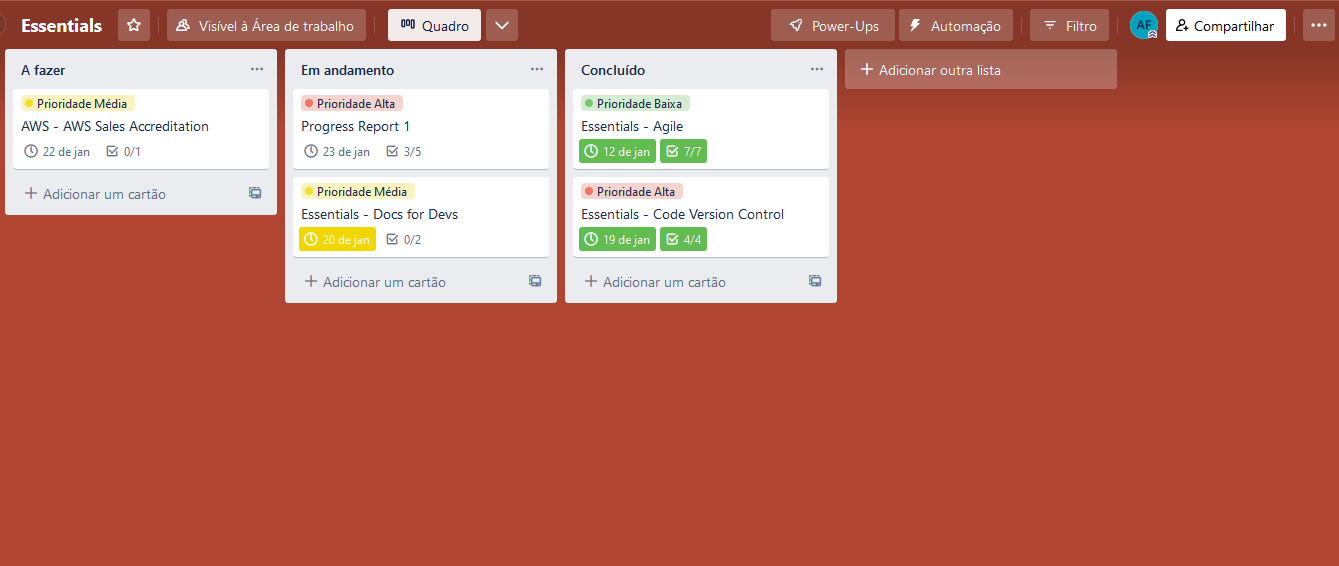 Essentials
Visível à Área de trabalho
Quadro
Power-Ups
Automação
Filtro
AF
Compartilhar
A fazer
Prioridade Média
AWS - AWS Sales Accreditation
22 de jan 0/1
Adicionar um cartão
Em andamento
Prioridade Alta
Progress Report 1
23 de jan 3/5
Prioridade Média
Essentials - Docs for Devs
20 de jan 0/2
Adicionar um cartão
Concluído
Prioridade Baixa
Essentials - Agile
12 de jan 7/7
Prioridade Alta
Essentials - Code Version Control
19 de jan 4/4
Adicionar um cartão
Adicionar outra lista